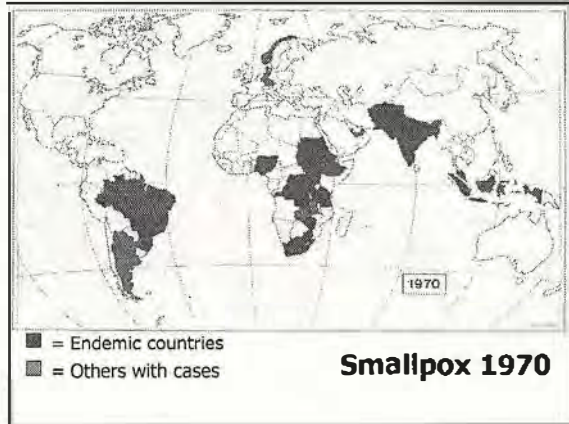 1970
= Endemic countries
= Others with cases
Smallpox 1970